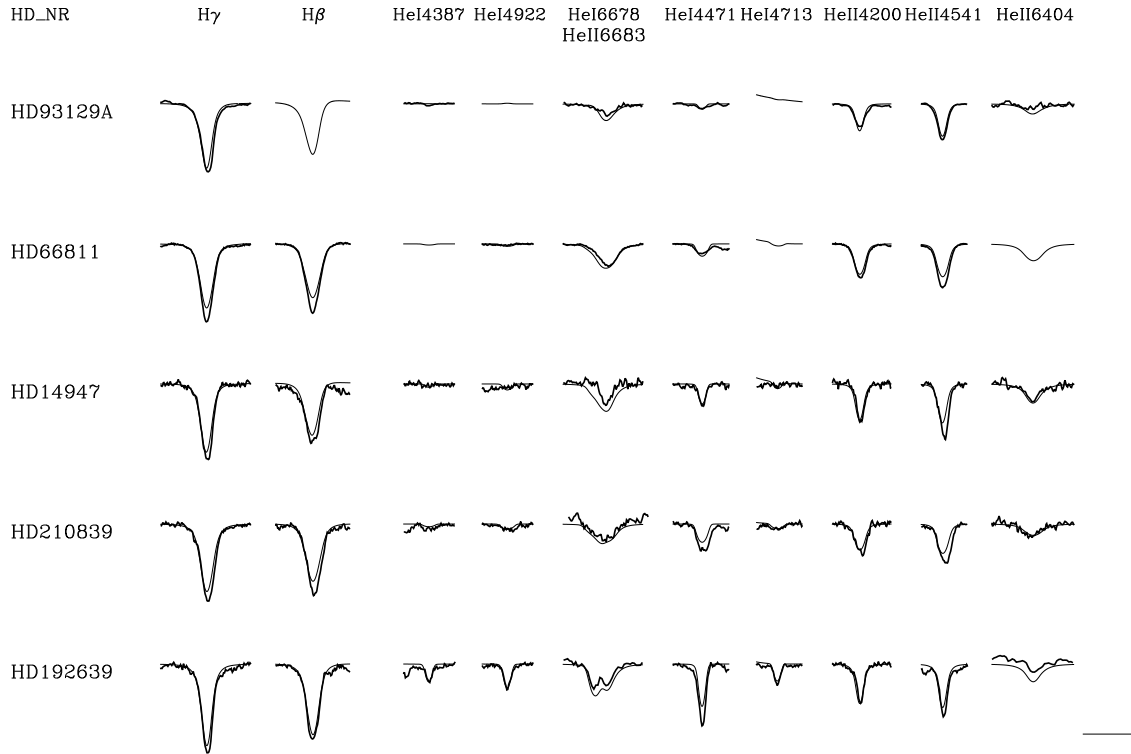 HD_NR Hγ Hβ HeI4387 HeI4922 HeI6678 HeI4471 HeI4713 HeII4200 HeII4541 HeII6404
HeII6683
HD93129A
HD66811
HD14947
HD210839
HD192639